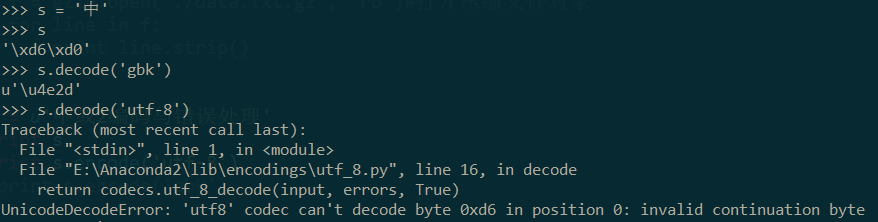 >>> s = '中'
>>> s
'\xd6\xd0'
>>> s.decode('gbk')
u'\u4e2d'
>>> s.decode('utf-8')
Traceback (most recent call last):
  File "<stdin>", line 1, in <module>
  File "E:\Anaconda2\lib\encodings\utf_8.py", line 16, in decode
    return codecs.utf_8_decode(input, errors, True)
UnicodeDecodeError: 'utf8' codec can't decode byte 0xd6 in position 0: invalid continuation byte